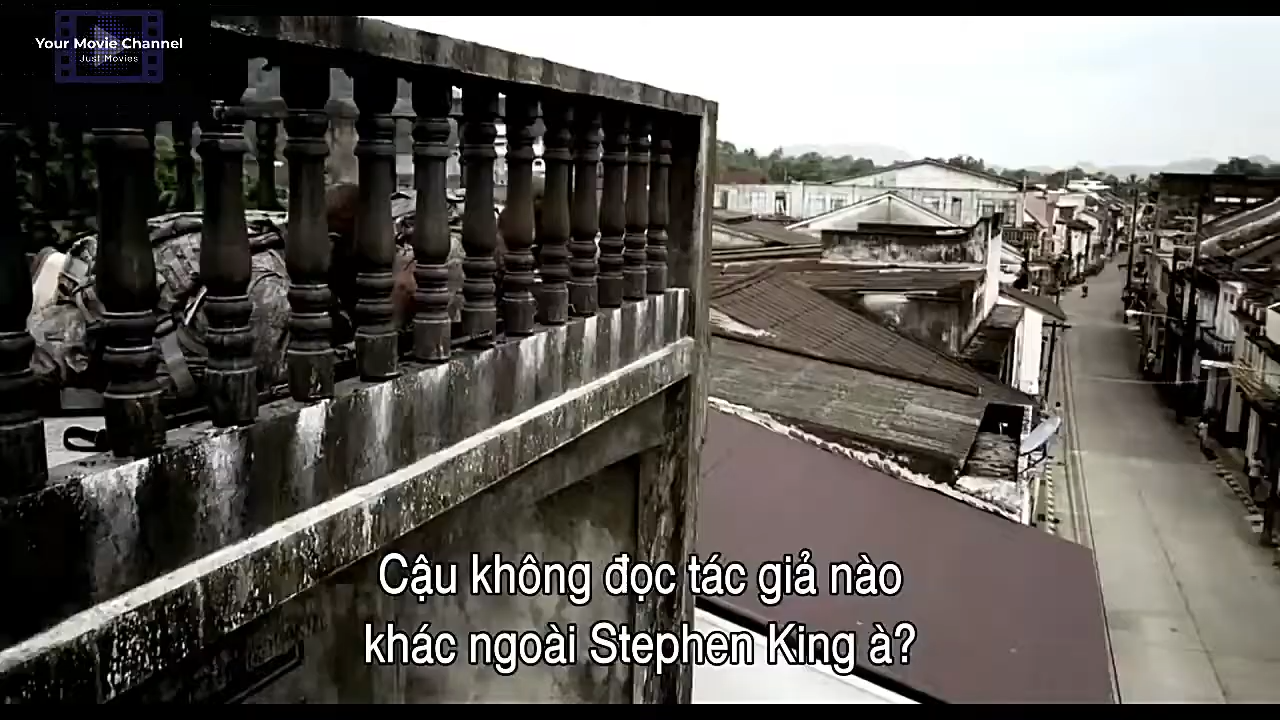 Your Movie Channel
Just Movies
Cậu không đọc tác giả nào
khác ngoài Stephen King à?